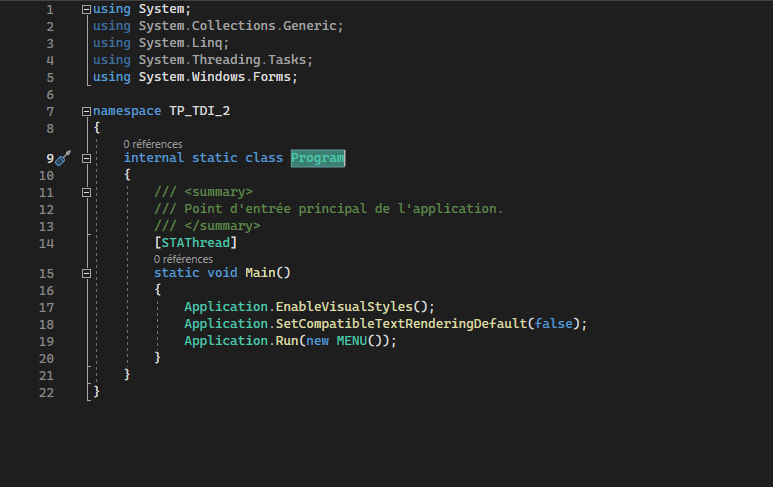 1 using System;
2 using System.Collections.Generic;
3 using System.Linq;
4 using System.Threading.Tasks;
5 using System.Windows.Forms;
6
7 namespace TP_TDI_2
8 {
0 références
9 internal static class Program
10 {
11 /// <summary>
12 /// Point d'entrée principal de l'application.
13 /// </summary>
14 [STAThread]
0 références
15 static void Main()
16 {
17 Application.EnableVisualStyles();
18 Application.SetCompatibleTextRenderingDefault(false);
19 Application.Run(new MENU());
20 }
21 }
22 }